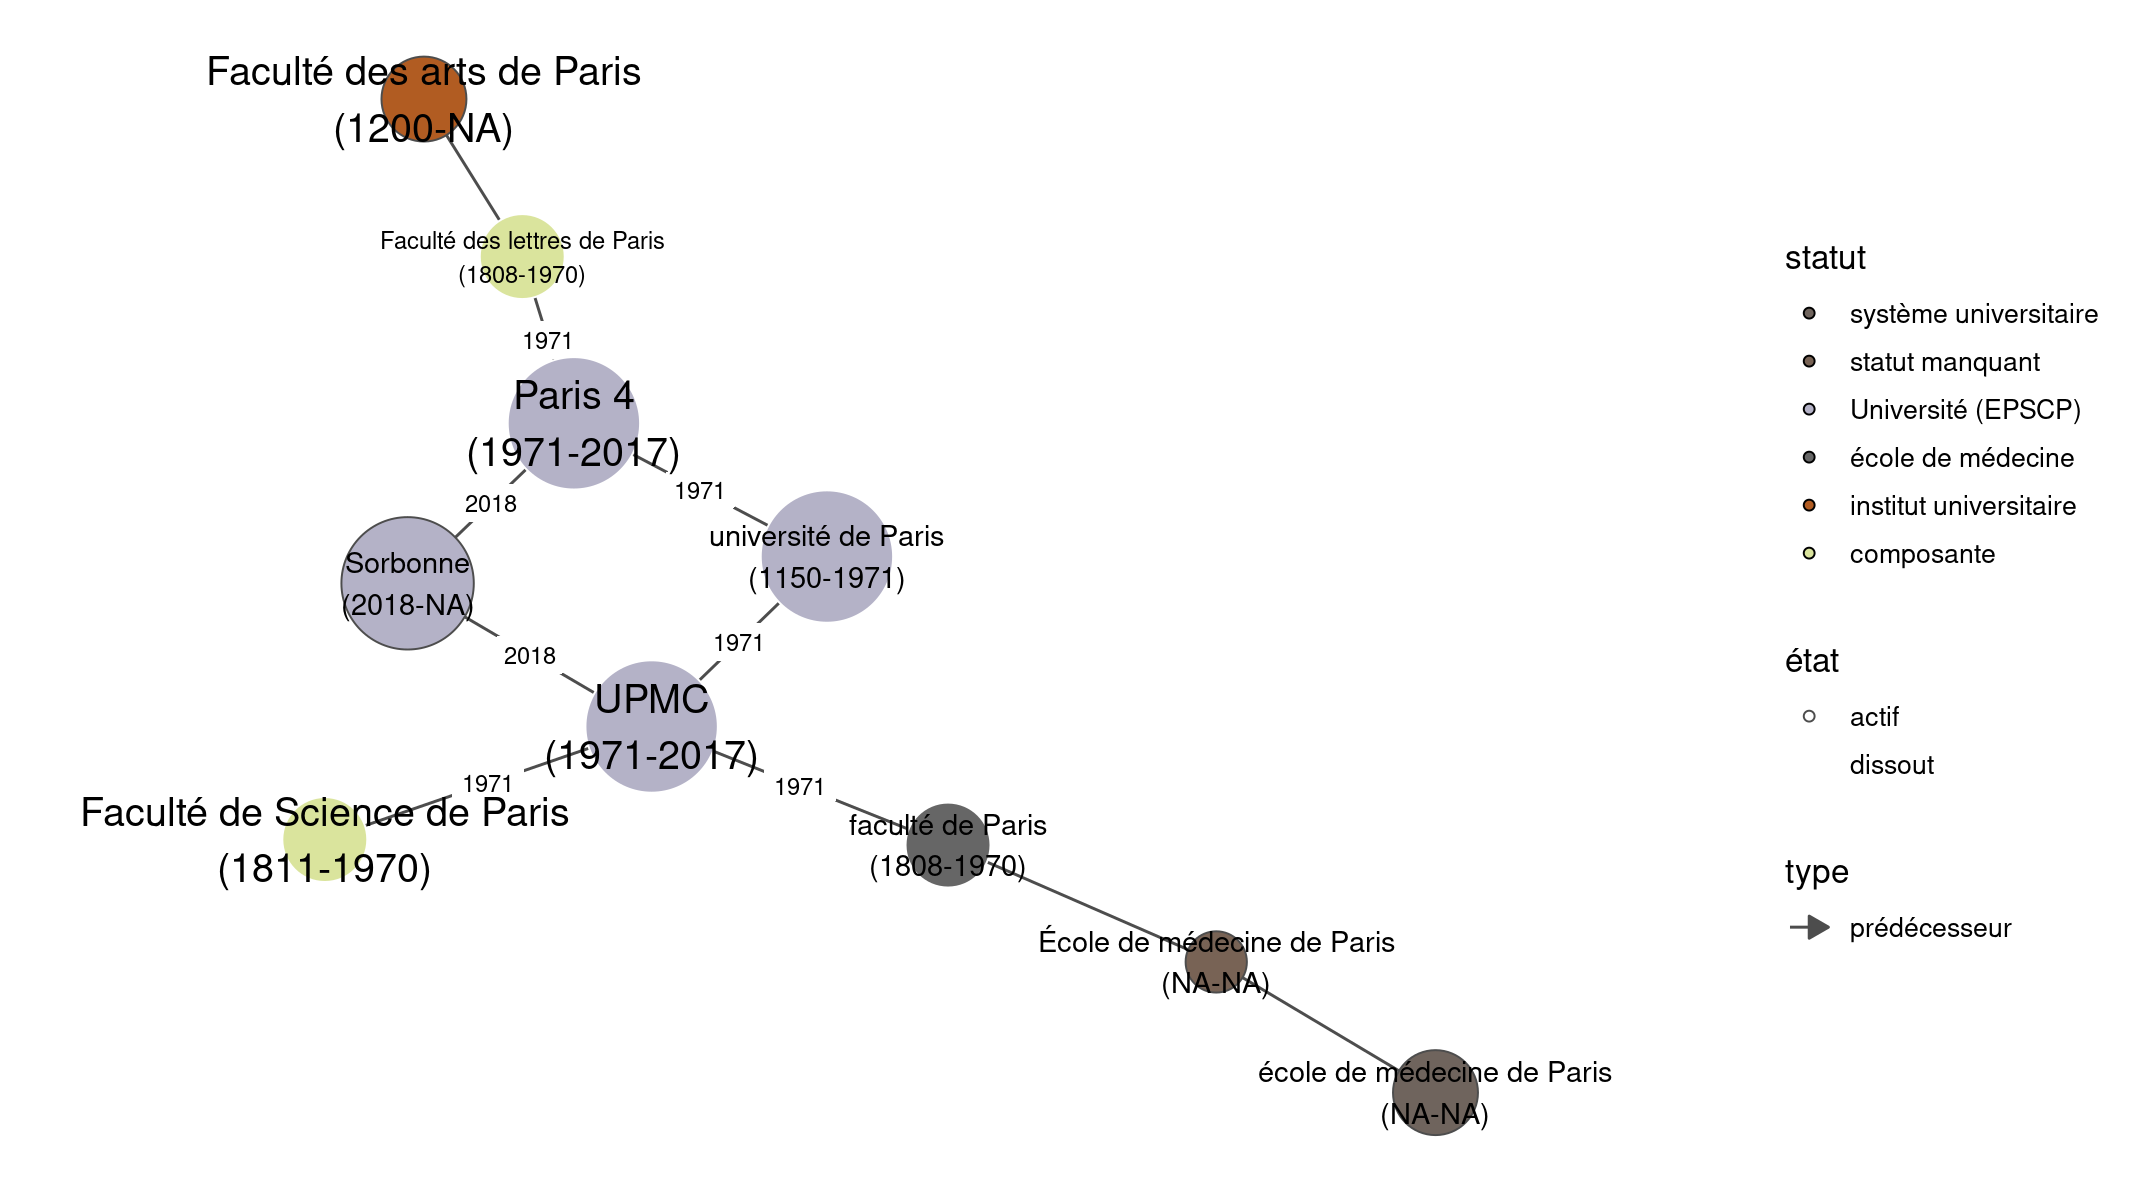 Faculté des arts de Paris
(1200-NA)
Faculté des lettres de Paris
(1808-1970)
1971
Paris 4
(1971-2017)
2018
1971
université de Paris
(1150-1971)
Sorbonne
(2018-NA)
2018
1971
UPMC
(1971-2017)
1971
1971
Faculté de Science de Paris
(1811-1970)
faculté de Paris
(1808-1970)
École de médecine de Paris
(NA-NA)
école de médecine de Paris
(NA-NA)
statut
système universitaire
statut manquant
Université (EPSCP)
école de médecine
institut universitaire
composante
état
actif
dissout
type
prédécesseur